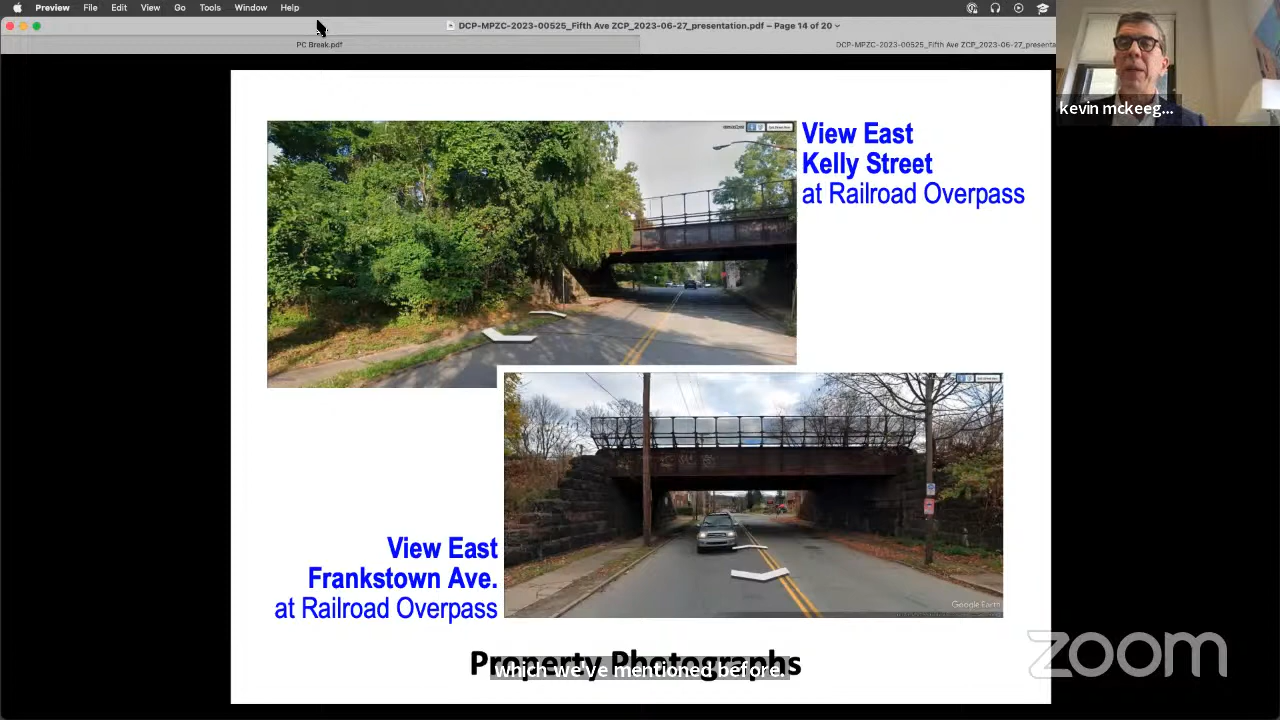 Preview File Edit View Go Tools Window Help
DCP-MPZC-2023-00525_Fifth Ave ZCP_2023-06-27_presentation.pdf – Page 14 of 20
PC Break.pdf
DCP-MPZC-2023-00525_Fifth Ave ZCP_2023-06-27_presenta
kevin mckeeg...
View East
Kelly Street
at Railroad Overpass
View East
Frankstown Ave.
at Railroad Overpass
Google Earth
Property Photographs
which we've mentioned before.
zoom